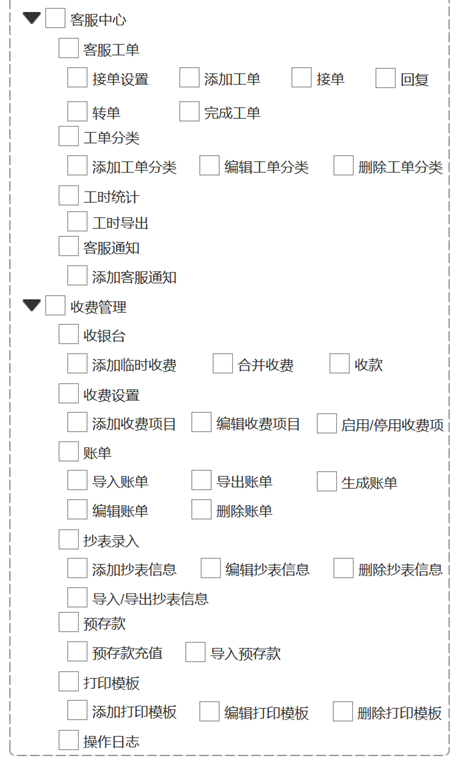 客服中心
客服工单
接单设置 添加工单 接单 回复
转单 完成工单
工单分类
添加工单分类 编辑工单分类 删除工单分类
工时统计
工时导出
客服通知
添加客服通知
收费管理
收银台
添加临时收费 合并收费 收款
收费设置
添加收费项目 编辑收费项目 启用/停用收费项
账单
导入账单 导出账单 生成账单
编辑账单 删除账单
抄表录入
添加抄表信息 编辑抄表信息 删除抄表信息
导入/导出抄表信息
预存款
预存款充值 导入预存款
打印模板
添加打印模板 编辑打印模板 删除打印模板
操作日志